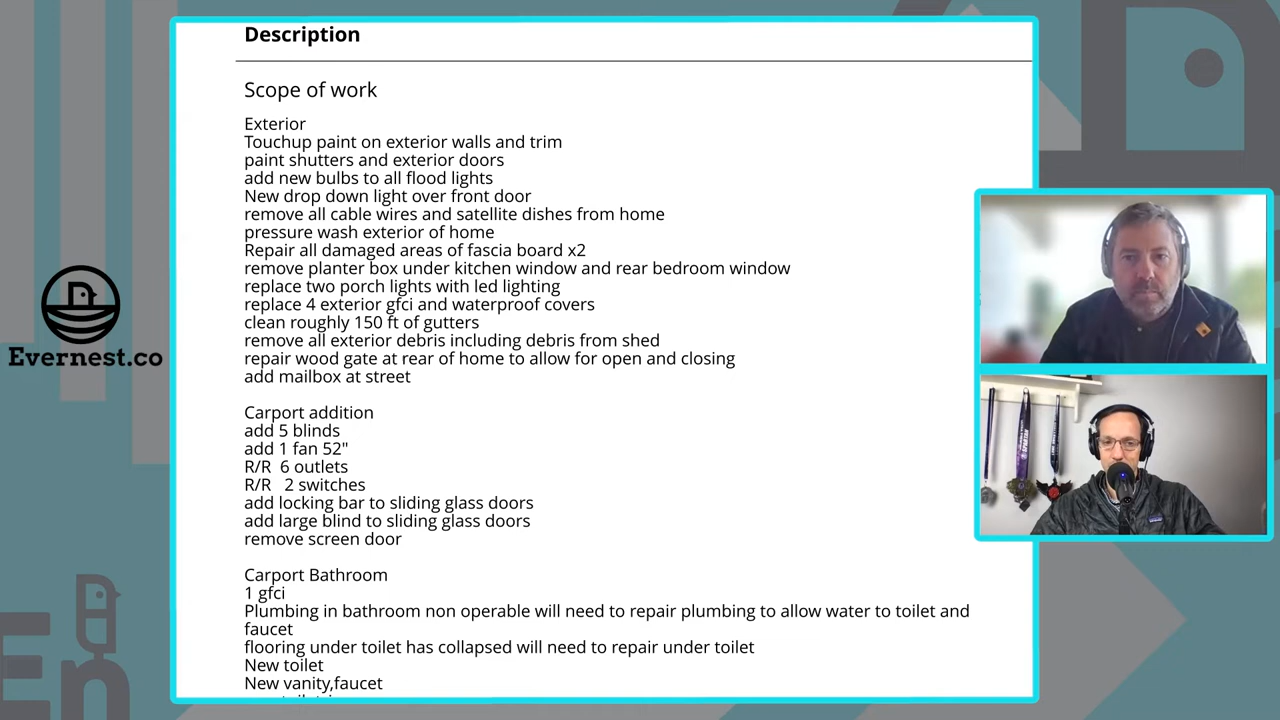 Description
Scope of work
Exterior
Touchup paint on exterior walls and trim
paint shutters and exterior doors
add new bulbs to all flood lights
New drop down light over front door
remove all cable wires and satellite dishes from home
pressure wash exterior of home
Repair all damaged areas of fascia board x2
remove planter box under kitchen window and rear bedroom window
replace two porch lights with led lighting
replace 4 exterior gfci and waterproof covers
clean roughly 150 ft of gutters
remove all exterior debris including debris from shed
repair wood gate at rear of home to allow for open and closing
add mailbox at street
Carport addition
add 5 blinds
add 1 fan 52"
R/R  6 outlets
R/R   2 switches
add locking bar to sliding glass doors
add large blind to sliding glass doors
remove screen door
Carport Bathroom
1 gfci
Plumbing in bathroom non operable will need to repair plumbing to allow water to toilet and
faucet
flooring under toilet has collapsed will need to repair under toilet
New toilet
New vanity,faucet
Evernest.co
En